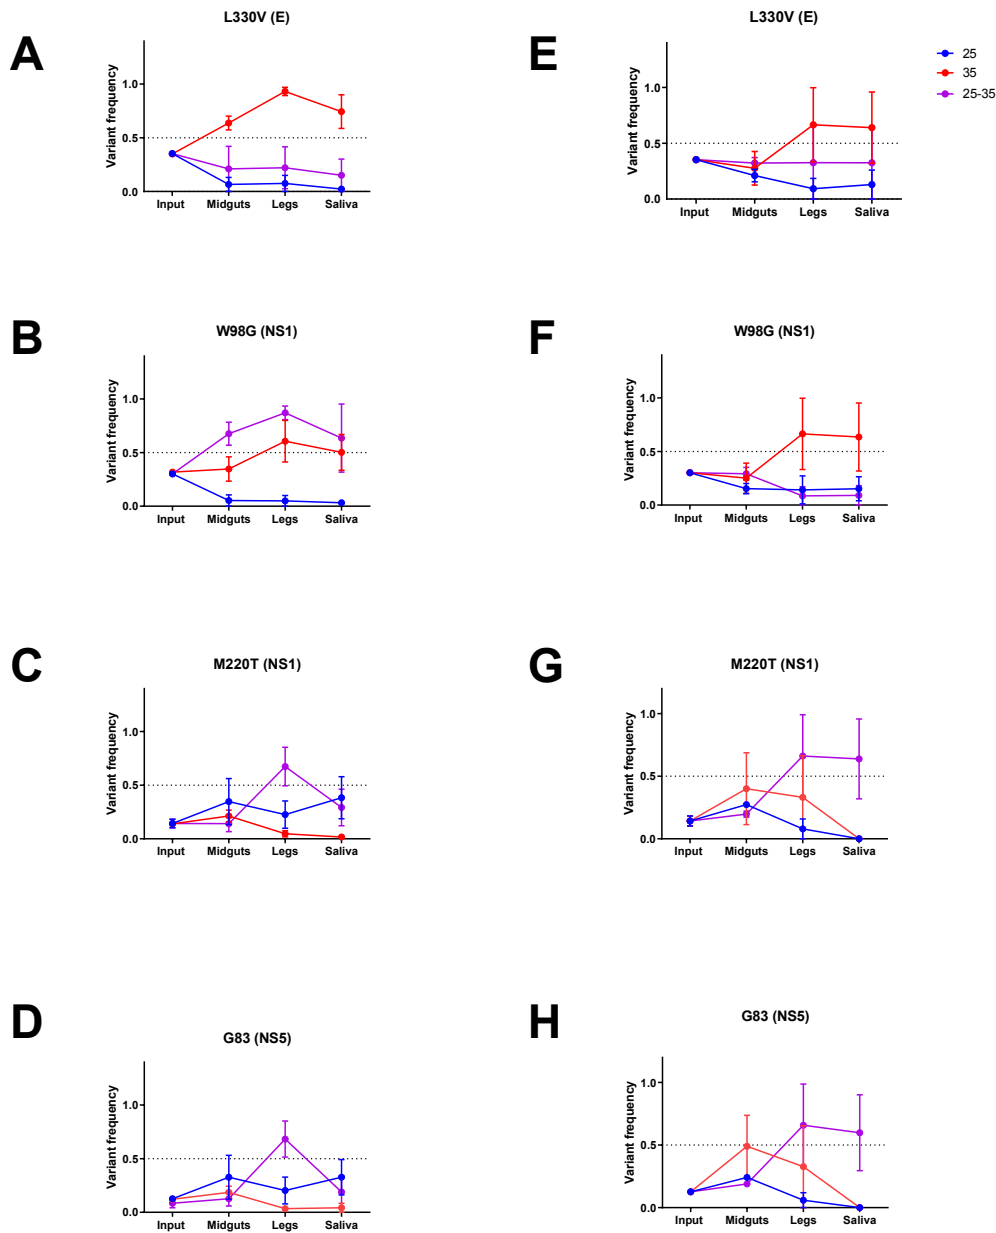 A
L330V (E)
Variant frequency
1.0
0.5
0.0
Input Midguts Legs Saliva
E
L330V (E)
Variant frequency
1.0
0.5
0.0
Input Midguts Legs Saliva
25
35
25-35
B
W98G (NS1)
Variant frequency
1.0
0.5
0.0
Input Midguts Legs Saliva
F
W98G (NS1)
Variant frequency
1.0
0.5
0.0
Input Midguts Legs Saliva
C
M220T (NS1)
Variant frequency
1.0
0.5
0.0
Input Midguts Legs Saliva
G
M220T (NS1)
Variant frequency
1.0
0.5
0.0
Input Midguts Legs Saliva
D
G83 (NS5)
Variant frequency
1.0
0.5
0.0
Input Midguts Legs Saliva
H
G83 (NS5)
Variant frequency
1.0
0.5
0.0
Input Midguts Legs Saliva